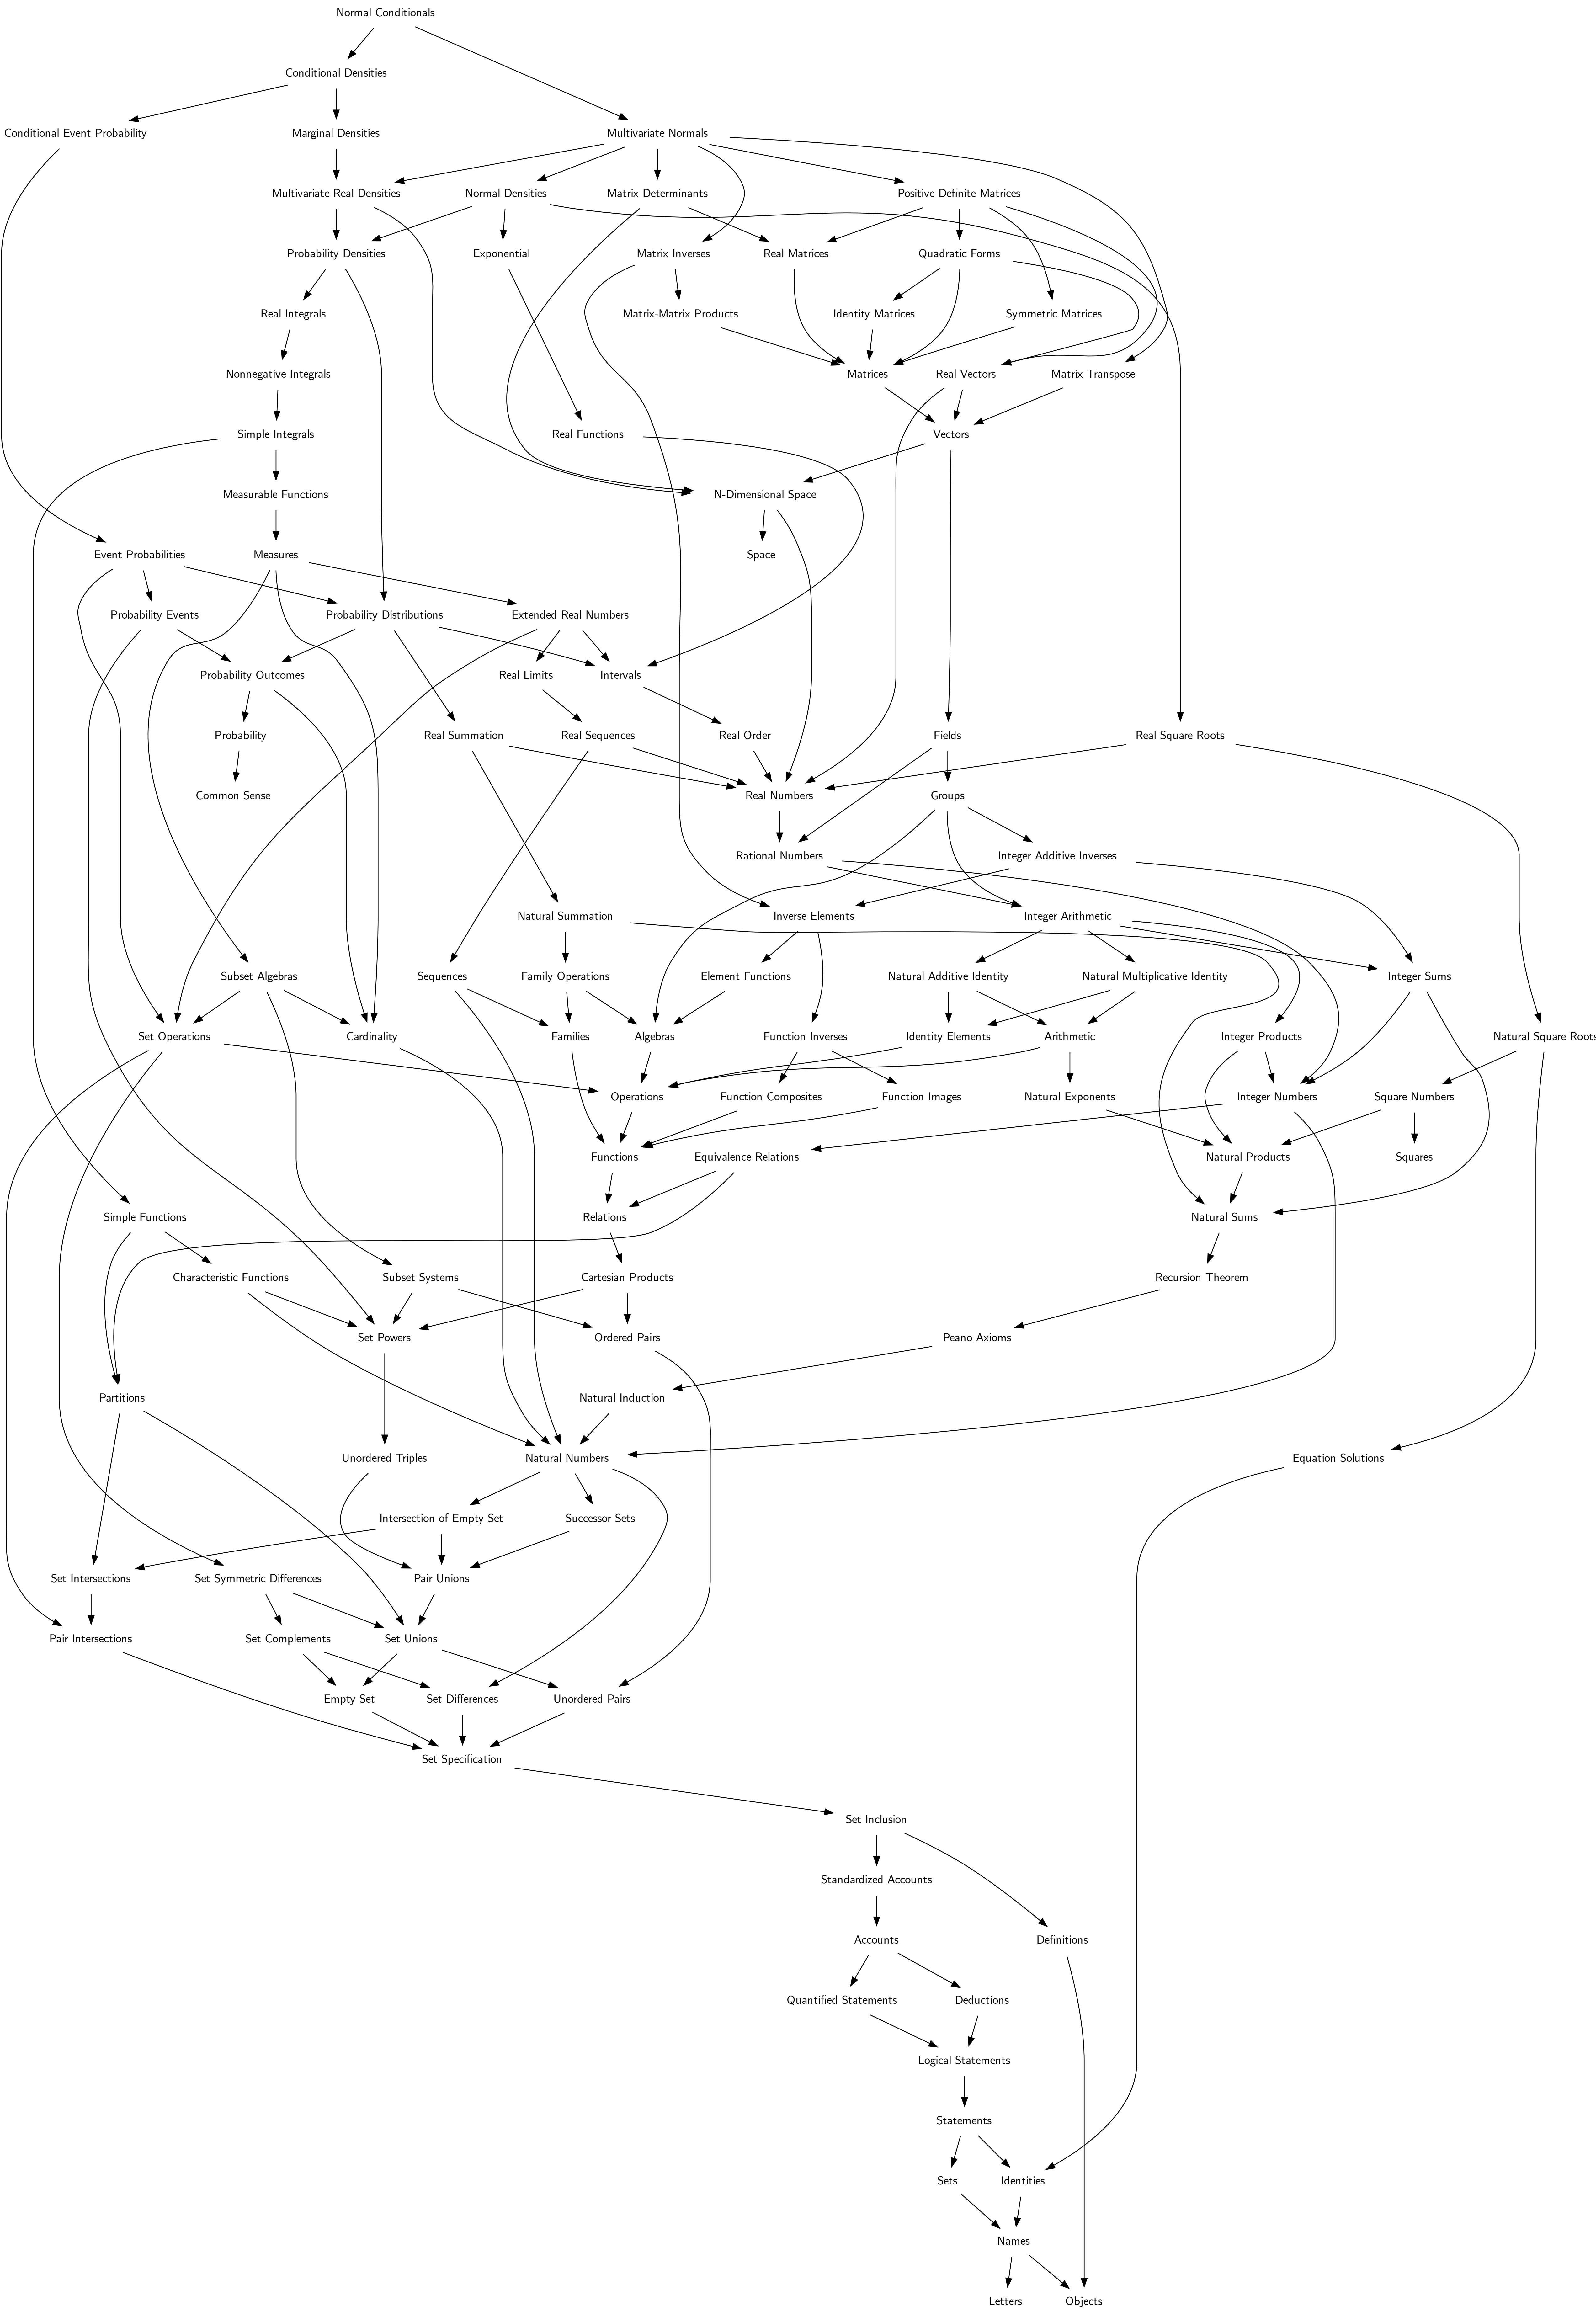 Normal Conditionals
Conditional Densities
Conditional Event Probability
Marginal Densities
Multivariate Normals
Multivariate Real Densities
Normal Densities
Matrix Determinants
Positive Definite Matrices
Probability Densities
Exponential
Matrix Inverses
Real Matrices
Quadratic Forms
Real Integrals
Matrix-Matrix Products
Identity Matrices
Symmetric Matrices
Nonnegative Integrals
Matrices
Real Vectors
Matrix Transpose
Simple Integrals
Real Functions
Vectors
Measurable Functions
N-Dimensional Space
Event Probabilities
Measures
Space
Probability Events
Probability Distributions
Extended Real Numbers
Probability Outcomes
Real Limits
Intervals
Probability
Real Summation
Real Sequences
Real Order
Fields
Real Square Roots
Common Sense
Real Numbers
Groups
Rational Numbers
Integer Additive Inverses
Natural Summation
Inverse Elements
Integer Arithmetic
Subset Algebras
Sequences
Family Operations
Element Functions
Natural Additive Identity
Natural Multiplicative Identity
Integer Sums
Set Operations
Cardinality
Families
Algebras
Function Inverses
Identity Elements
Arithmetic
Integer Products
Natural Square Roots
Operations
Function Composites
Function Images
Natural Exponents
Integer Numbers
Square Numbers
Functions
Equivalence Relations
Natural Products
Squares
Simple Functions
Relations
Natural Sums
Characteristic Functions
Subset Systems
Cartesian Products
Recursion Theorem
Set Powers
Ordered Pairs
Peano Axioms
Partitions
Natural Induction
Unordered Triples
Natural Numbers
Equation Solutions
Intersection of Empty Set
Successor Sets
Set Intersections
Set Symmetric Differences
Pair Unions
Pair Intersections
Set Complements
Set Unions
Empty Set
Set Differences
Unordered Pairs
Set Specification
Set Inclusion
Standardized Accounts
Accounts
Definitions
Quantified Statements
Deductions
Logical Statements
Statements
Sets
Identities
Names
Letters
Objects